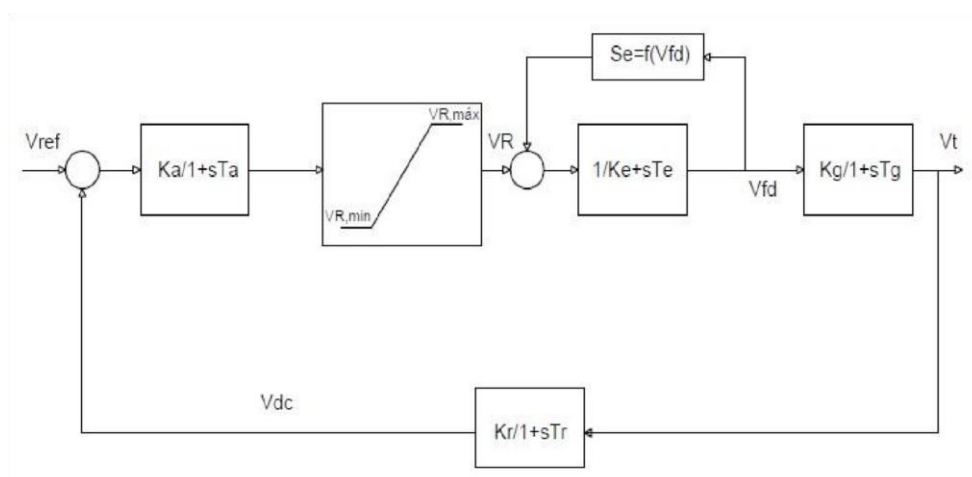 Se=f(Vfd)
Vref
Ka/1+sTa
VR,máx
VR,min
VR
1/Ke+sTe
Vfd
Kg/1+sTg
Vt
Vdc
Kr/1+sTr